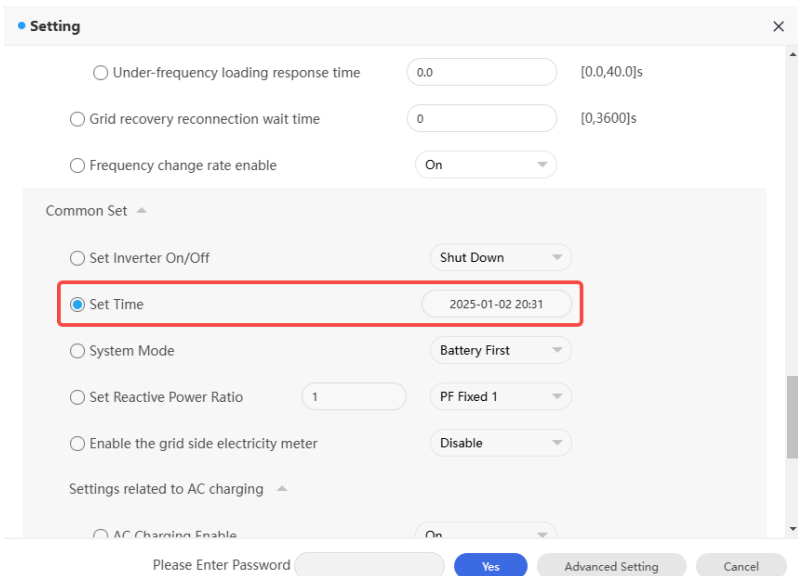 Setting
Under-frequency loading response time 0.0 [0.0,40.0]s
Grid recovery reconnection wait time 0 [0,3600]s
Frequency change rate enable On
Common Set
Set Inverter On/Off Shut Down
Set Time 2025-01-02 20:31
System Mode Battery First
Set Reactive Power Ratio 1 PF Fixed 1
Enable the grid side electricity meter Disable
Settings related to AC charging
AC Charging Enable On
Please Enter Password Yes Advanced Setting Cancel